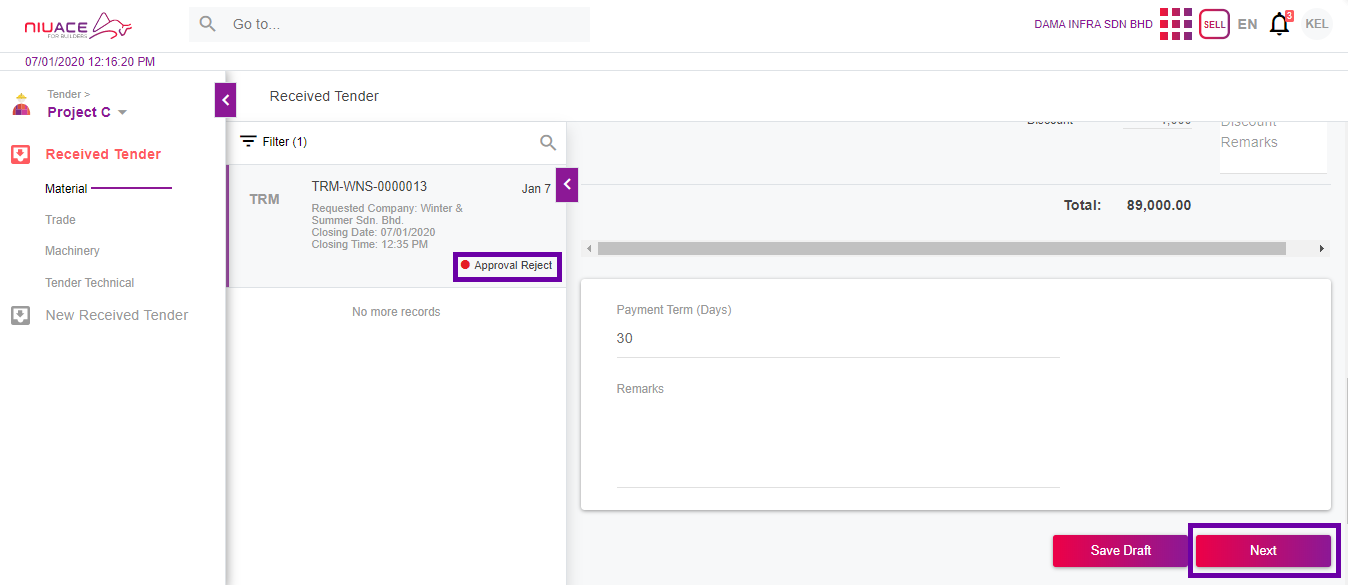 NIUACE
FOR BUILDERS
Go to...
DAMA INFRA SDN BHD
SELL
EN
3
KEL
07/01/2020 12:16:20 PM
Tender >
Project C
Received Tender
Material
Trade
Machinery
Tender Technical
New Received Tender
Received Tender
Filter (1)
TRM
TRM-WNS-0000013
Jan 7
Requested Company: Winter &
Summer Sdn. Bhd.
Closing Date: 07/01/2020
Closing Time: 12:35 PM
Approval Reject
No more records
Discount
Discount
Remarks
Total: 89,000.00
Payment Term (Days)
30
Remarks
Save Draft
Next